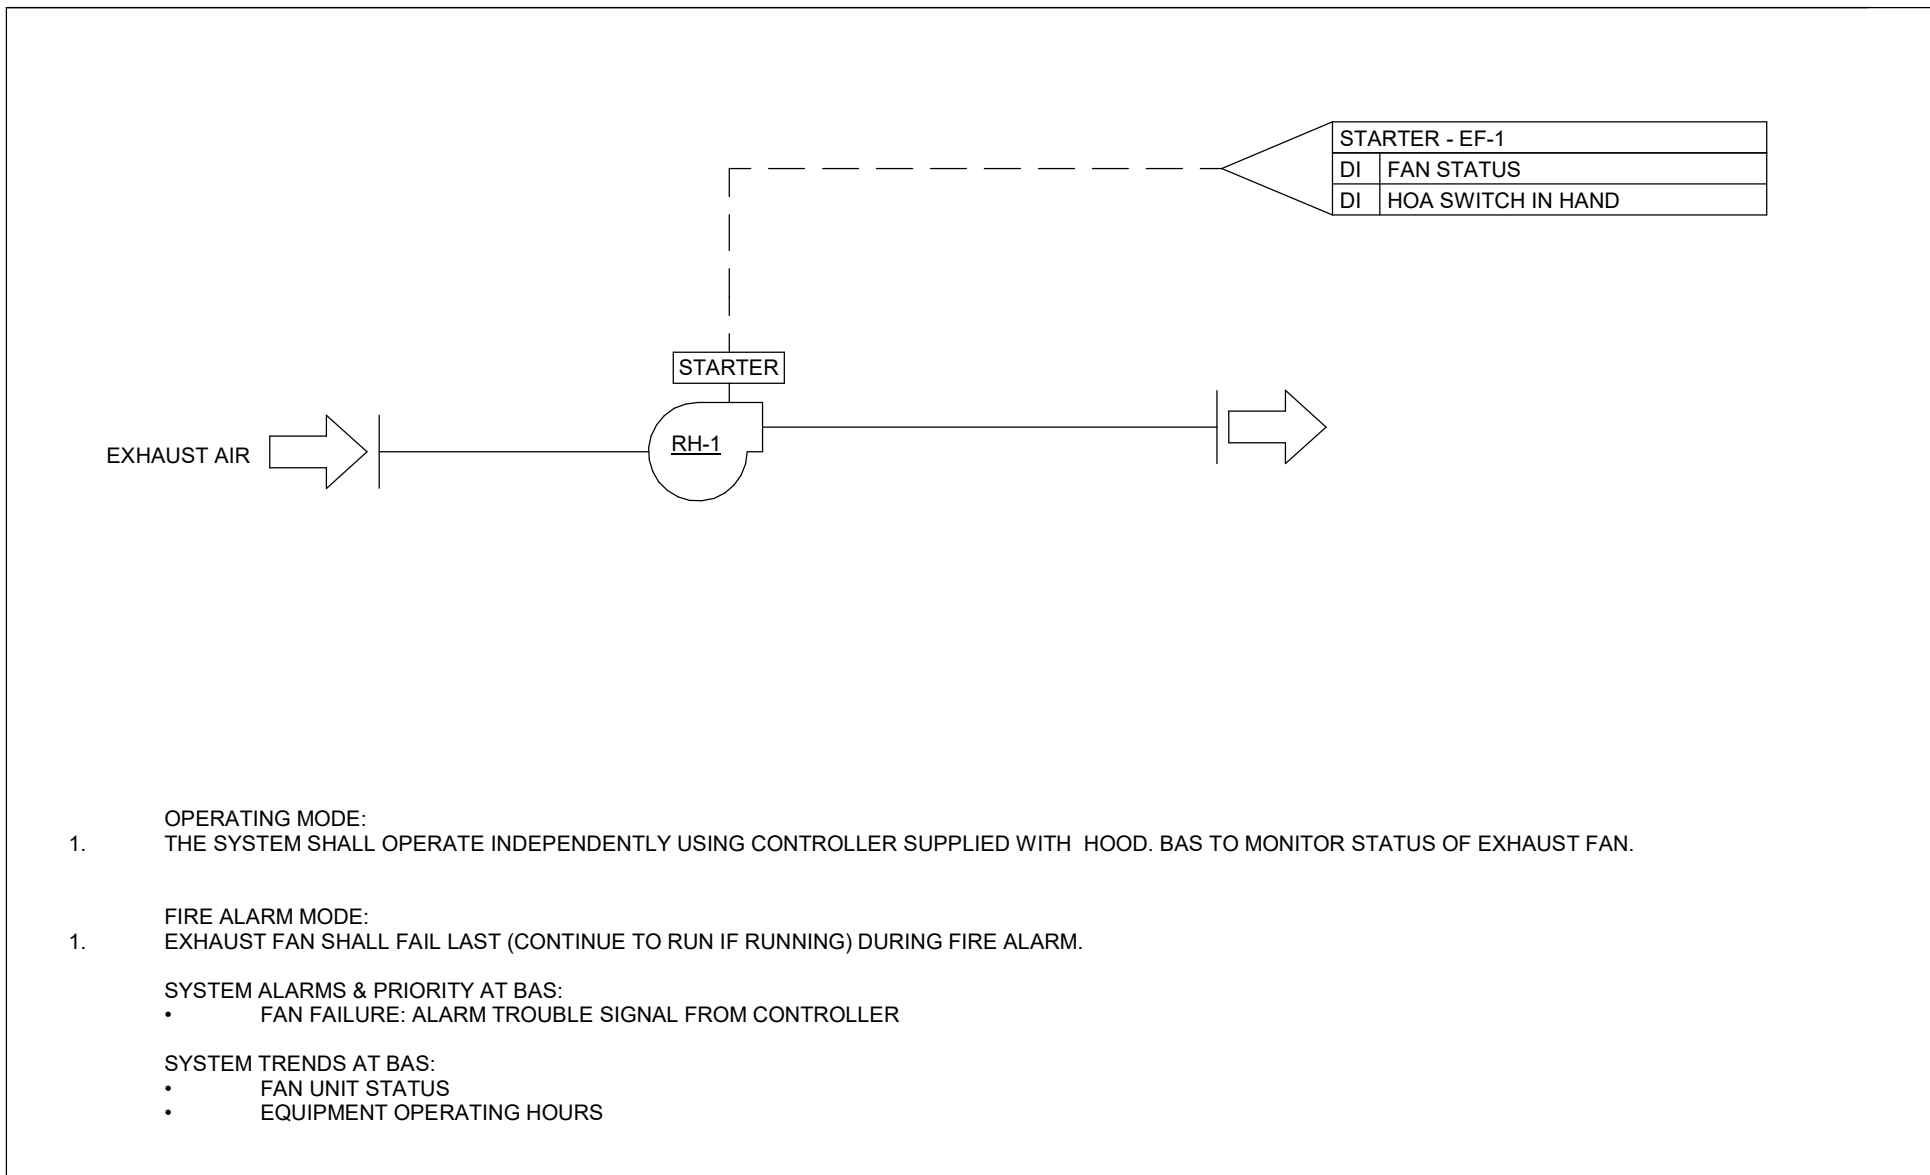 STARTER - EF-1
DI FAN STATUS
DI HOA SWITCH IN HAND
STARTER
RH-1
EXHAUST AIR
OPERATING MODE:
1. THE SYSTEM SHALL OPERATE INDEPENDENTLY USING CONTROLLER SUPPLIED WITH HOOD. BAS TO MONITOR STATUS OF EXHAUST FAN.
FIRE ALARM MODE:
1. EXHAUST FAN SHALL FAIL LAST (CONTINUE TO RUN IF RUNNING) DURING FIRE ALARM.
SYSTEM ALARMS & PRIORITY AT BAS:
• FAN FAILURE: ALARM TROUBLE SIGNAL FROM CONTROLLER
SYSTEM TRENDS AT BAS:
• FAN UNIT STATUS
• EQUIPMENT OPERATING HOURS